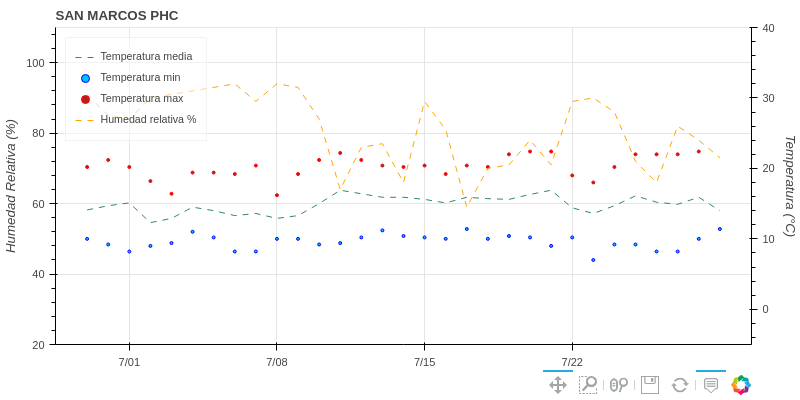 SAN MARCOS PHC
Temperatura media
Temperatura min
Temperatura max
Humedad relativa %
Humedad Relativa (%)
100
80
60
40
20
Temperatura (°C)
40
30
20
10
0
7/01
7/08
7/15
7/22